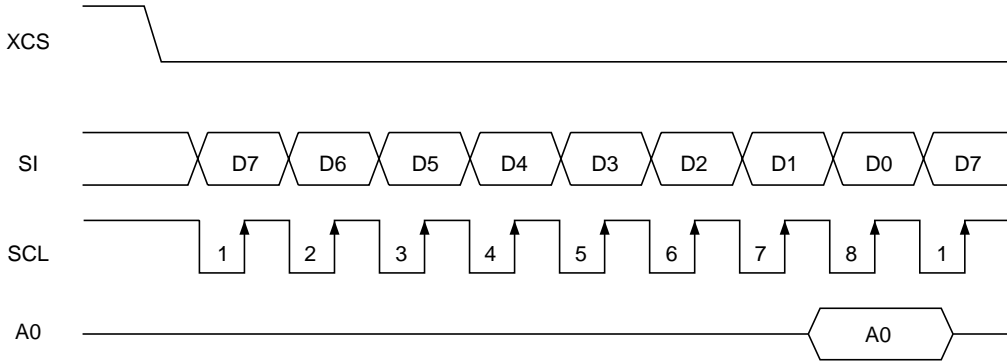 XCS
SI D7 D6 D5 D4 D3 D2 D1 D0 D7
SCL 1 2 3 4 5 6 7 8 1
A0 A0